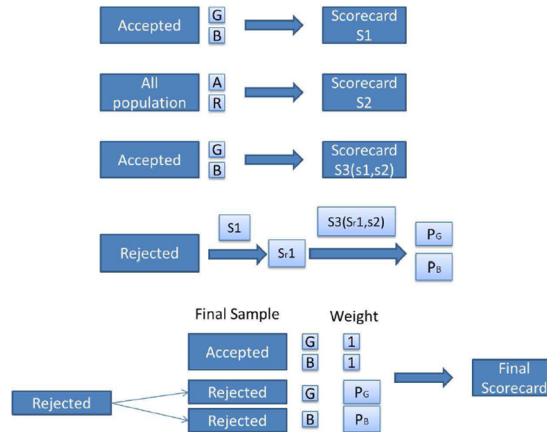 Accepted
G
B
Scorecard
S1
All
population
A
R
Scorecard
S2
Accepted
G
B
Scorecard
S3(s1,s2)
Rejected
S1
Sr1
S3(Sr1,s2)
PG
PB
Final Sample
Weight
Accepted
G
1
B
1
Rejected
Rejected
G
PG
Rejected
B
PB
Final
Scorecard